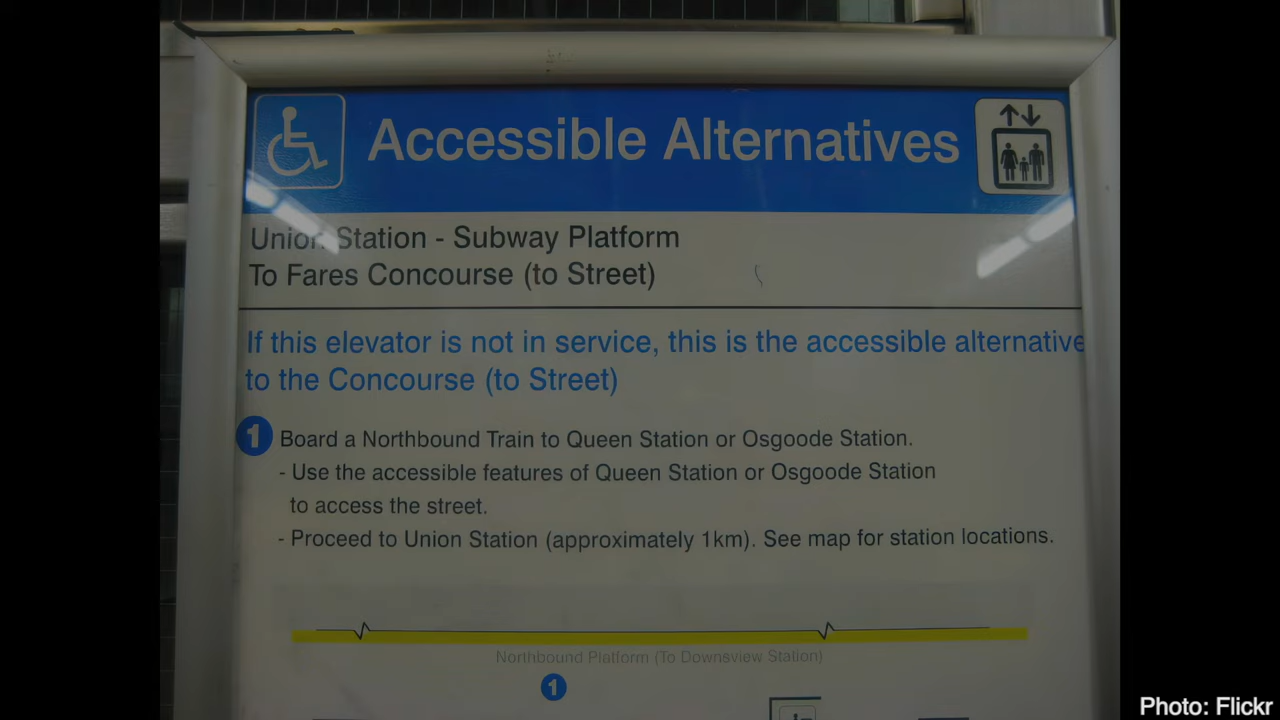 Accessible Alternatives
Union Station - Subway Platform
To Fares Concourse (to Street)
If this elevator is not in service, this is the accessible alternative
to the Concourse (to Street)
1 Board a Northbound Train to Queen Station or Osgoode Station.
- Use the accessible features of Queen Station or Osgoode Station
to access the street.
- Proceed to Union Station (approximately 1km). See map for station locations.
Northbound Platform (To Downsview Station)
1
Photo: Flickr